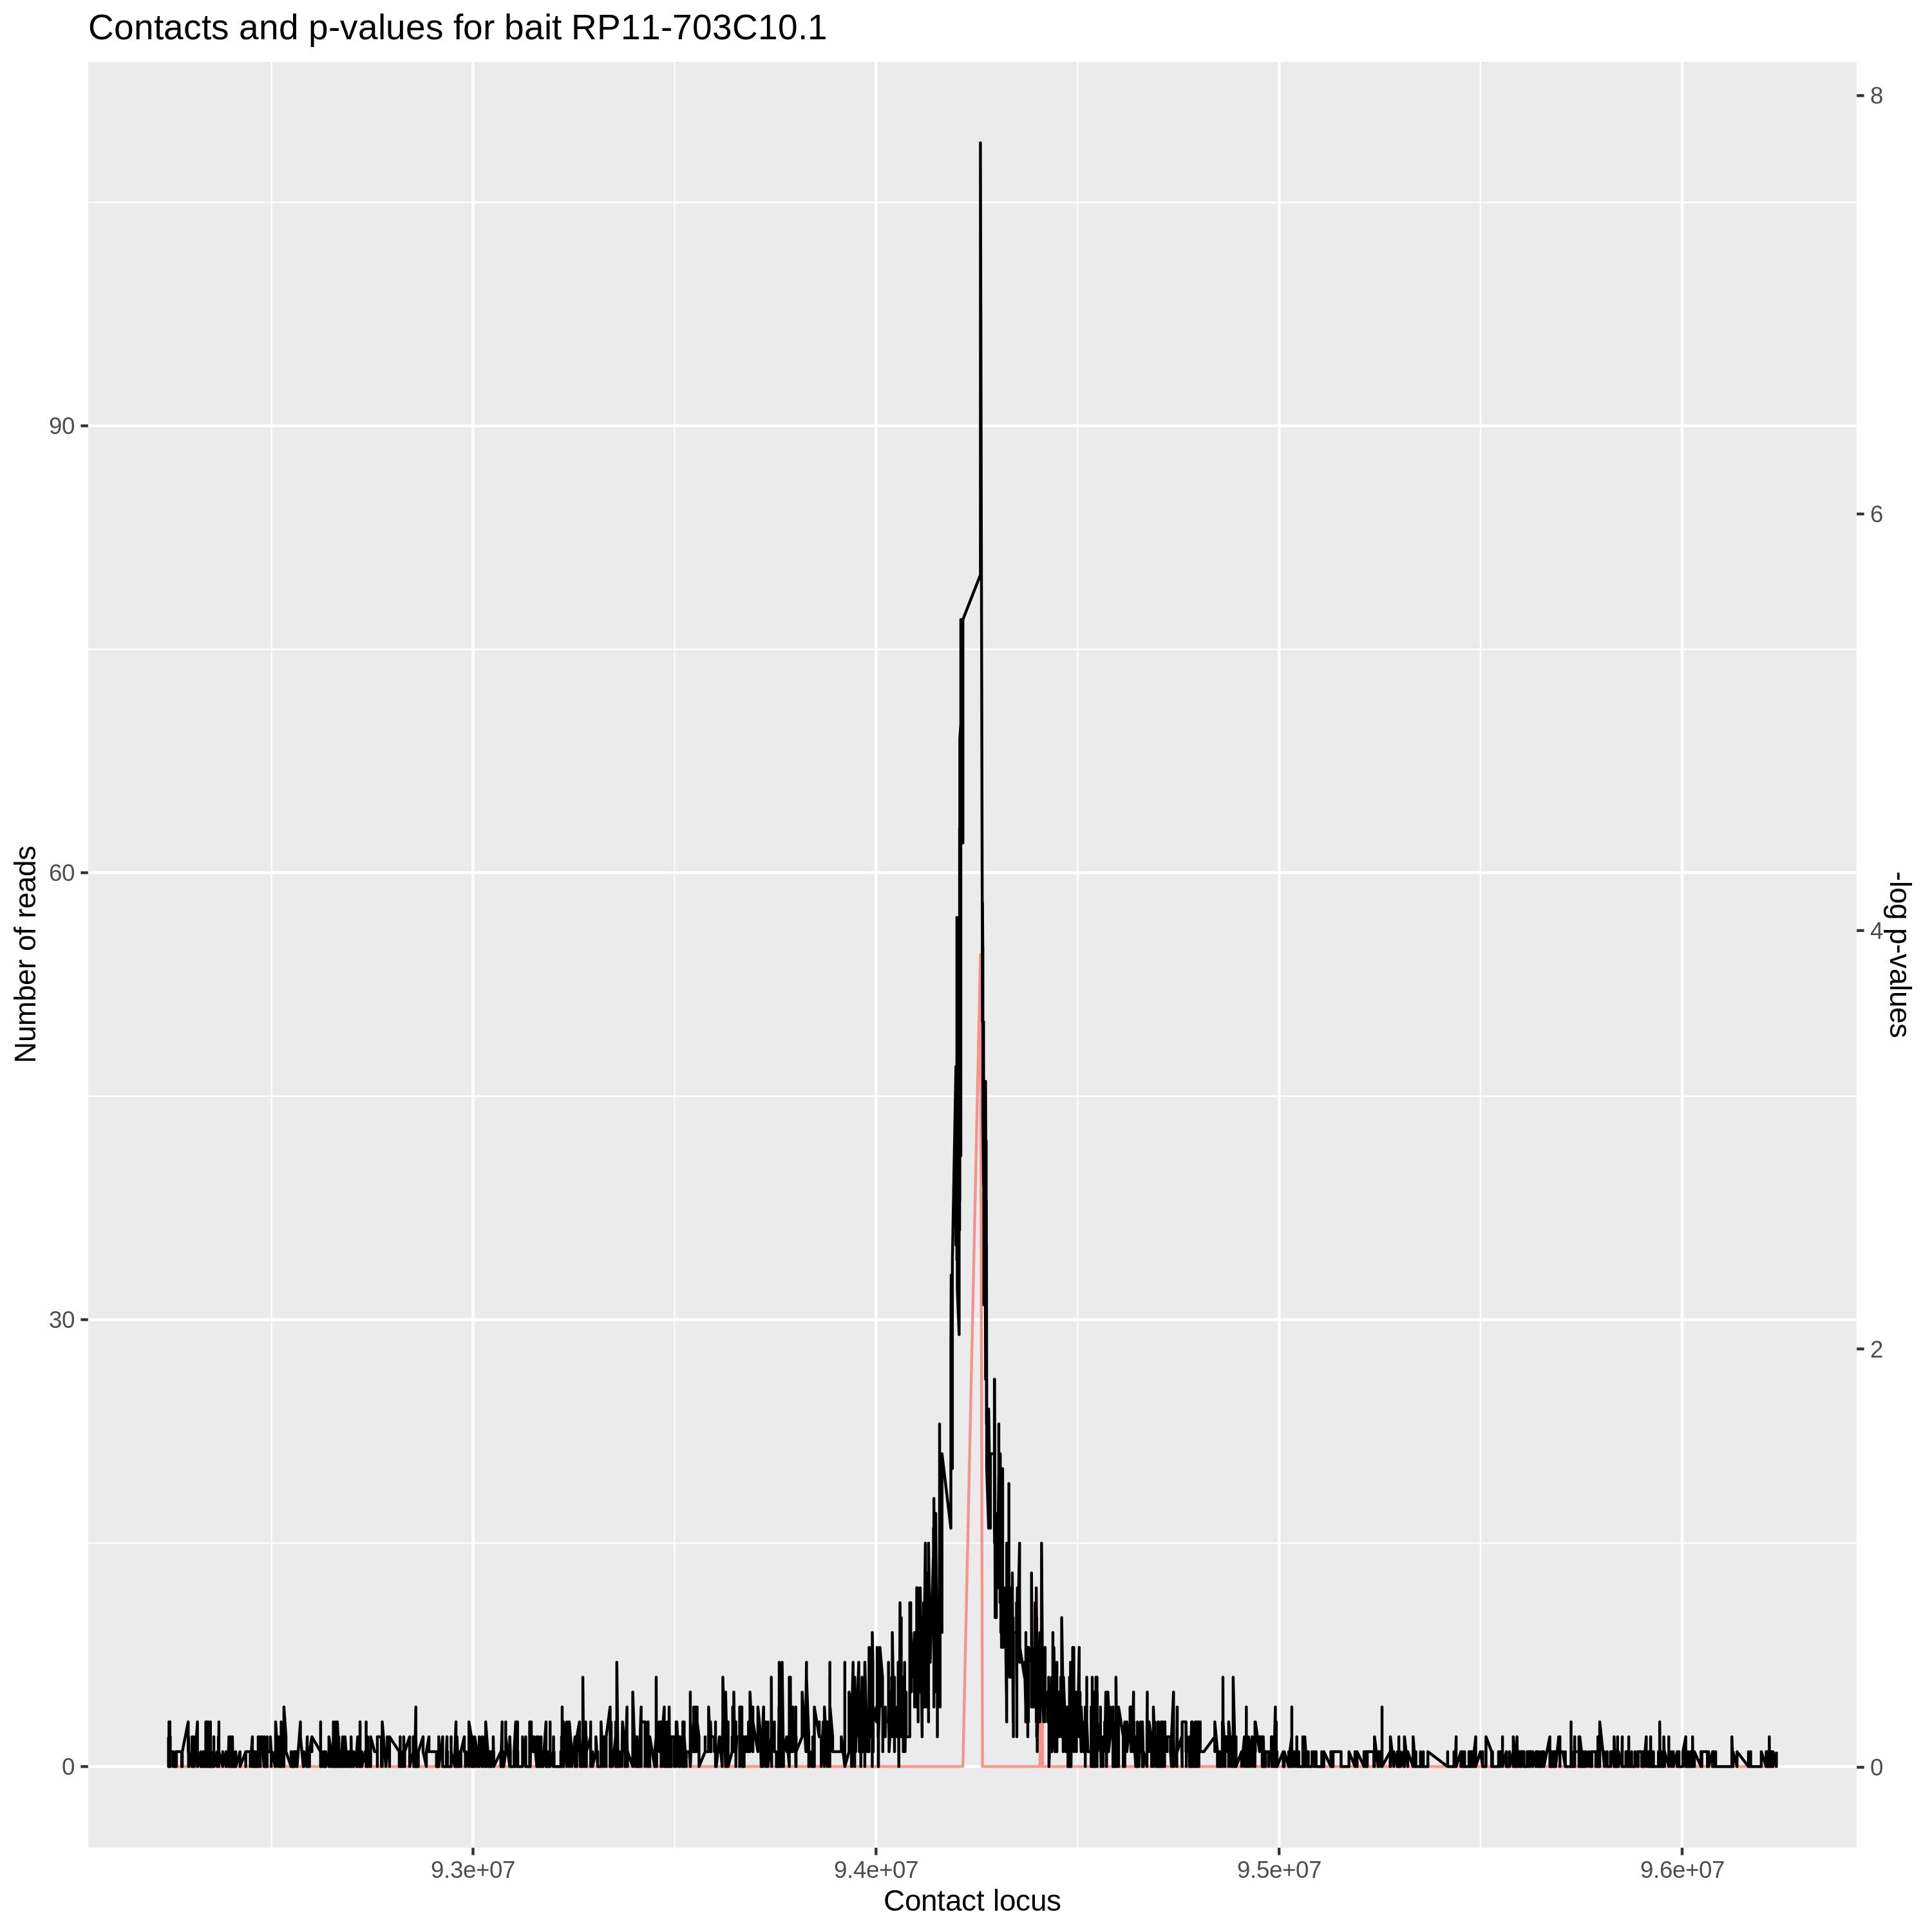 Contacts and p-values for bait RP11-703C10.1
8
90
6
60
4
30
2
0
0
Number of reads
-log p-values
9.3e+07
9.4e+07
9.5e+07
9.6e+07
Contact locus